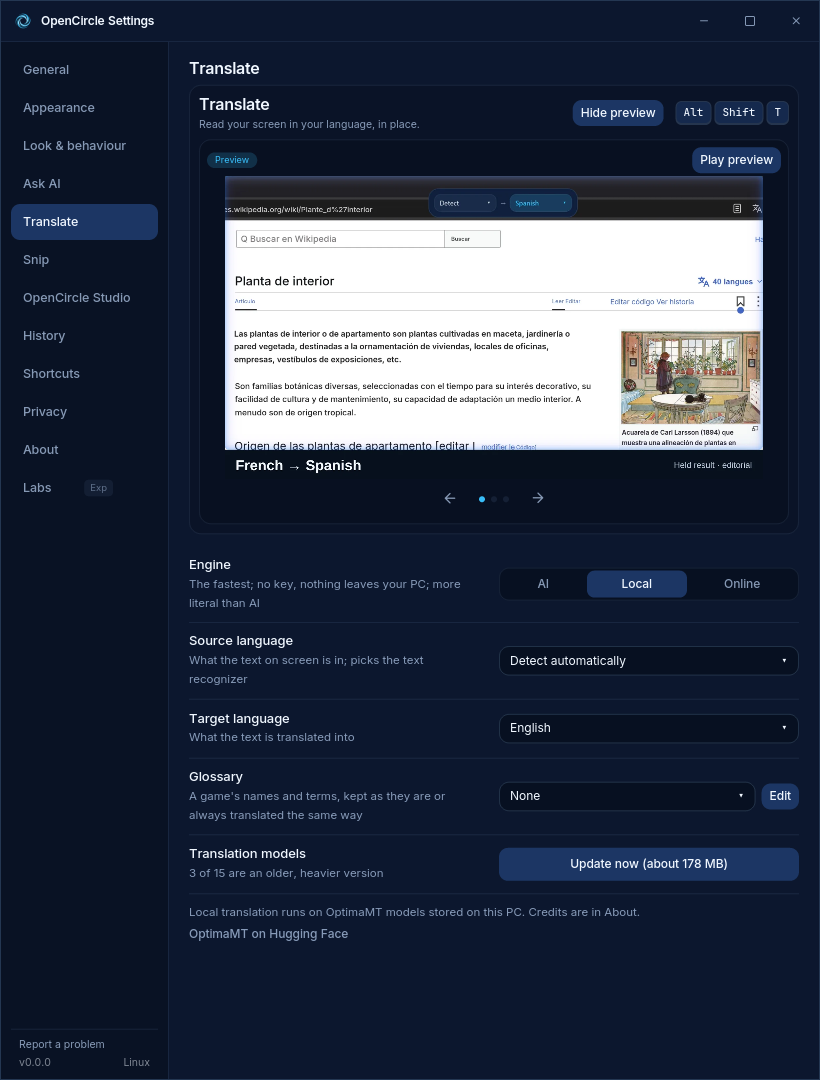 OpenCircle Settings
General
Appearance
Look & behaviour
Ask AI
Translate
Snip
OpenCircle Studio
History
Shortcuts
Privacy
About
Labs Exp
Report a problem
v0.0.0 Linux
Translate
Translate
Read your screen in your language, in place.
Hide preview Alt Shift T
Preview Play preview
es.wikipedia.org/wiki/Plante_d%27interior
Detect → Spanish
Q Buscar en Wikipedia Buscar
Planta de interior
40 langues
Artículo Leer Editar Editar código Ver historia
Las plantas de interior o de apartamento son plantas cultivadas en maceta, jardinería o
pared vegetada, destinadas a la ornamentación de viviendas, locales de oficinas,
empresas, vestíbulos de exposiciones, etc.
Son familias botánicas diversas, seleccionadas con el tiempo para su interés decorativo, su
facilidad de cultura y de mantenimiento, su capacidad de adaptación un medio interior. A
menudo son de origen tropical.
Acuarela de Carl Larsson (1894) que
muestra una alineación de plantas en
Origen de las plantas de apartamento [editar | modifier le Código]
French → Spanish
Held result · editorial
Engine
The fastest; no key, nothing leaves your PC; more
literal than AI
AI Local Online
Source language
What the text on screen is in; picks the text
recognizer
Detect automatically
Target language
What the text is translated into
English
Glossary
A game's names and terms, kept as they are or
always translated the same way
None Edit
Translation models
3 of 15 are an older, heavier version
Update now (about 178 MB)
Local translation runs on OptimaMT models stored on this PC. Credits are in About.
OptimaMT on Hugging Face